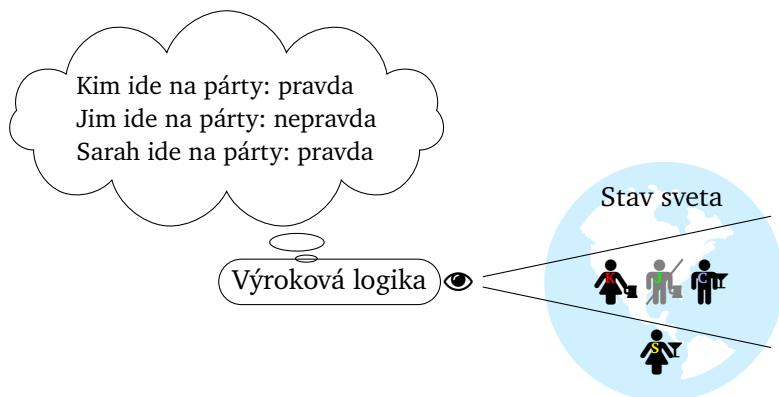 Kim ide na párty: pravda
Jim ide na párty: nepravda
Sarah ide na párty: pravda
Stav sveta
Výroková logika
K J C
S